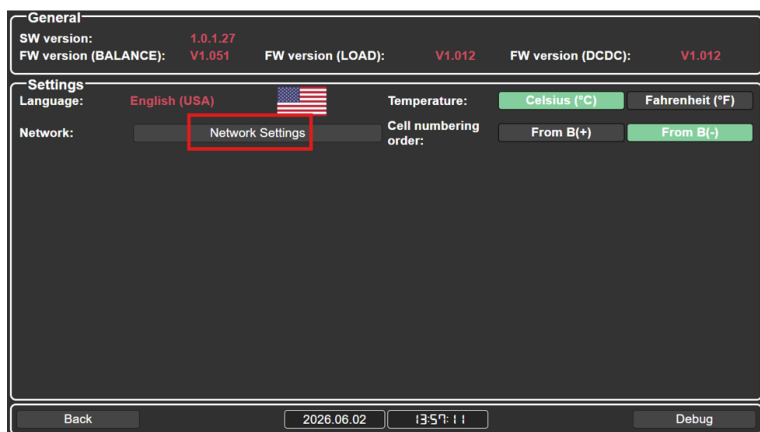 General
SW version: 1.0.1.27
FW version (BALANCE): V1.051 FW version (LOAD): V1.012 FW version (DCDC): V1.012
Settings
Language: English (USA) Temperature: Celsius (°C) Fahrenheit (°F)
Network: Network Settings Cell numbering order: From B(+) From B(-)
Back 2026.06.02 13:57:11 Debug